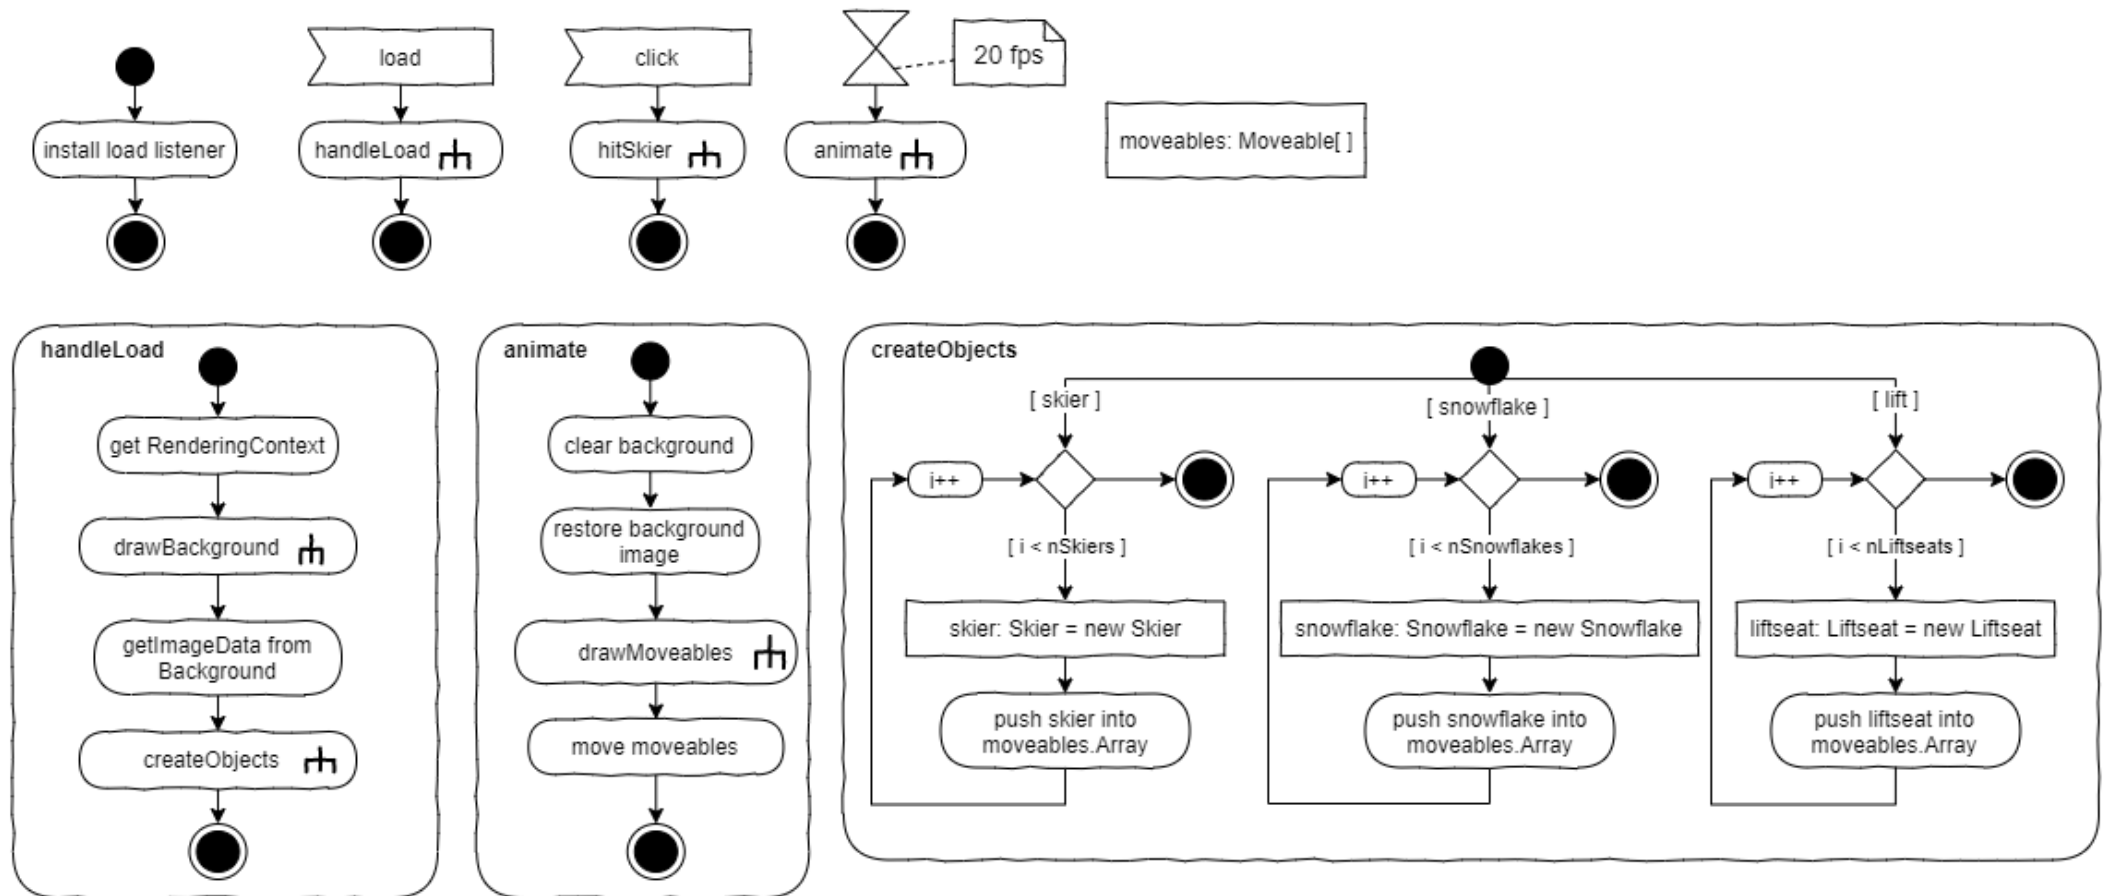 load
click
20 fps
install load listener
handleLoad
hitSkier
animate
moveables: Moveable[ ]
handleLoad
get RenderingContext
drawBackground
getImageData from
Background
createObjects
animate
clear background
restore background
image
drawMoveables
move moveables
createObjects
[ skier ]
[ snowflake ]
[ lift ]
i++
i++
i++
[ i < nSkiers ]
[ i < nSnowflakes ]
[ i < nLiftseats ]
skier: Skier = new Skier
snowflake: Snowflake = new Snowflake
liftseat: Liftseat = new Liftseat
push skier into
moveables.Array
push snowflake into
moveables.Array
push liftseat into
moveables.Array